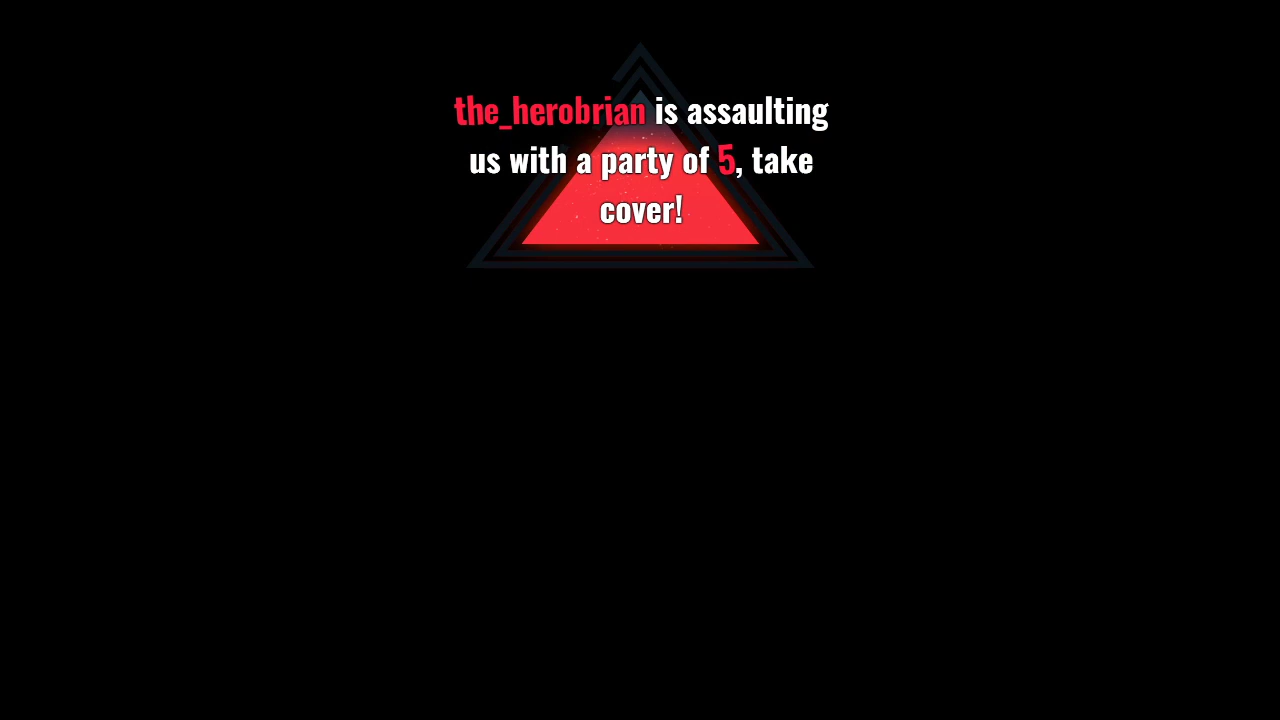 the_herobrian is assaulting
us with a party of 5, take
cover!